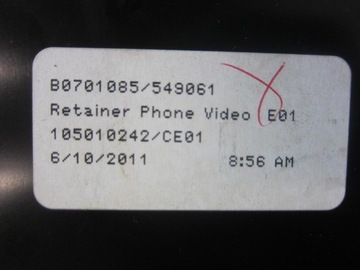 B0701085/549061
Retainer Phone Video E01
105010242/CE01
6/10/2011 8:56 AM